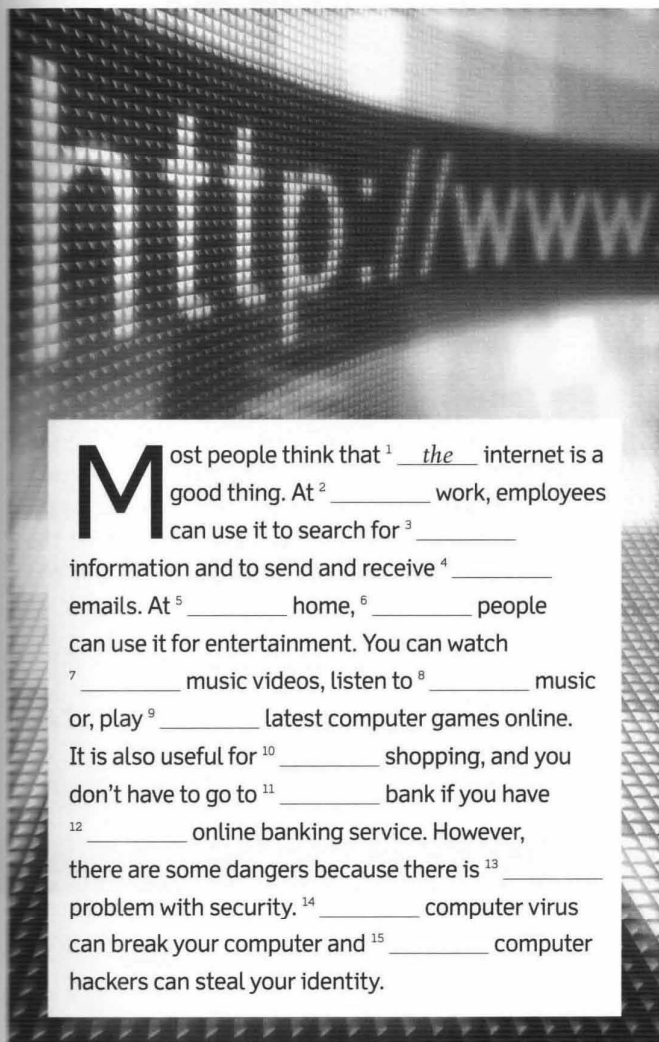 http://www.
Most people think that ¹ the internet is a
good thing. At ² ________ work, employees
can use it to search for ³ ________
information and to send and receive ⁴ ________
emails. At ⁵ ________ home, ⁶ ________ people
can use it for entertainment. You can watch
⁷ ________ music videos, listen to ⁸ ________ music
or, play ⁹ ________ latest computer games online.
It is also useful for ¹⁰ ________ shopping, and you
don't have to go to ¹¹ ________ bank if you have
¹² ________ online banking service. However,
there are some dangers because there is ¹³ ________
problem with security. ¹⁴ ________ computer virus
can break your computer and ¹⁵ ________ computer
hackers can steal your identity.